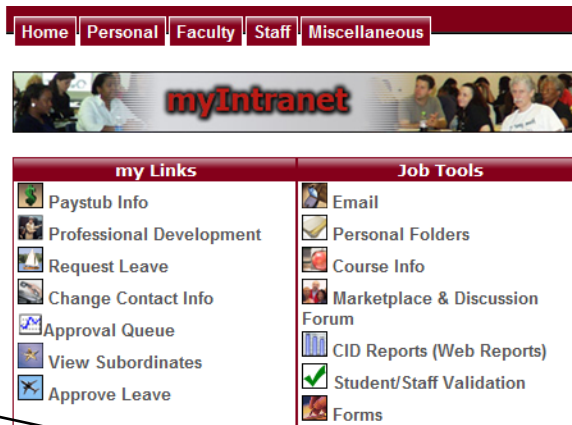 Home Personal Faculty Staff Miscellaneous
myIntranet
my Links
Paystub Info
Professional Development
Request Leave
Change Contact Info
Approval Queue
View Subordinates
Approve Leave
Job Tools
Email
Personal Folders
Course Info
Marketplace & Discussion
Forum
CID Reports (Web Reports)
Student/Staff Validation
Forms